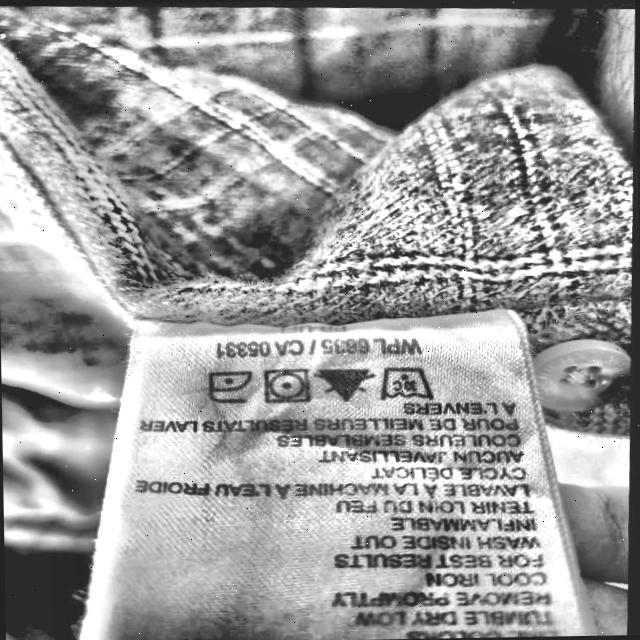 TUMBLE DRY LOW
REMOVE PROMPTLY
COOL IRON
FOR BEST RESULTS
WASH INSIDE OUT
INFLAMMABLE
TENIR LOIN DU FEU
LAVABLE À LA MACHINE À L'EAU FROIDE
CYCLE DÉLICAT
AUCUN JAVELLISANT
COULEURS SEMBLABLES
POUR DE MEILLEURS RÉSULTATS LAVER
À L'ENVERS
30
WPL 6835 / CA 05331